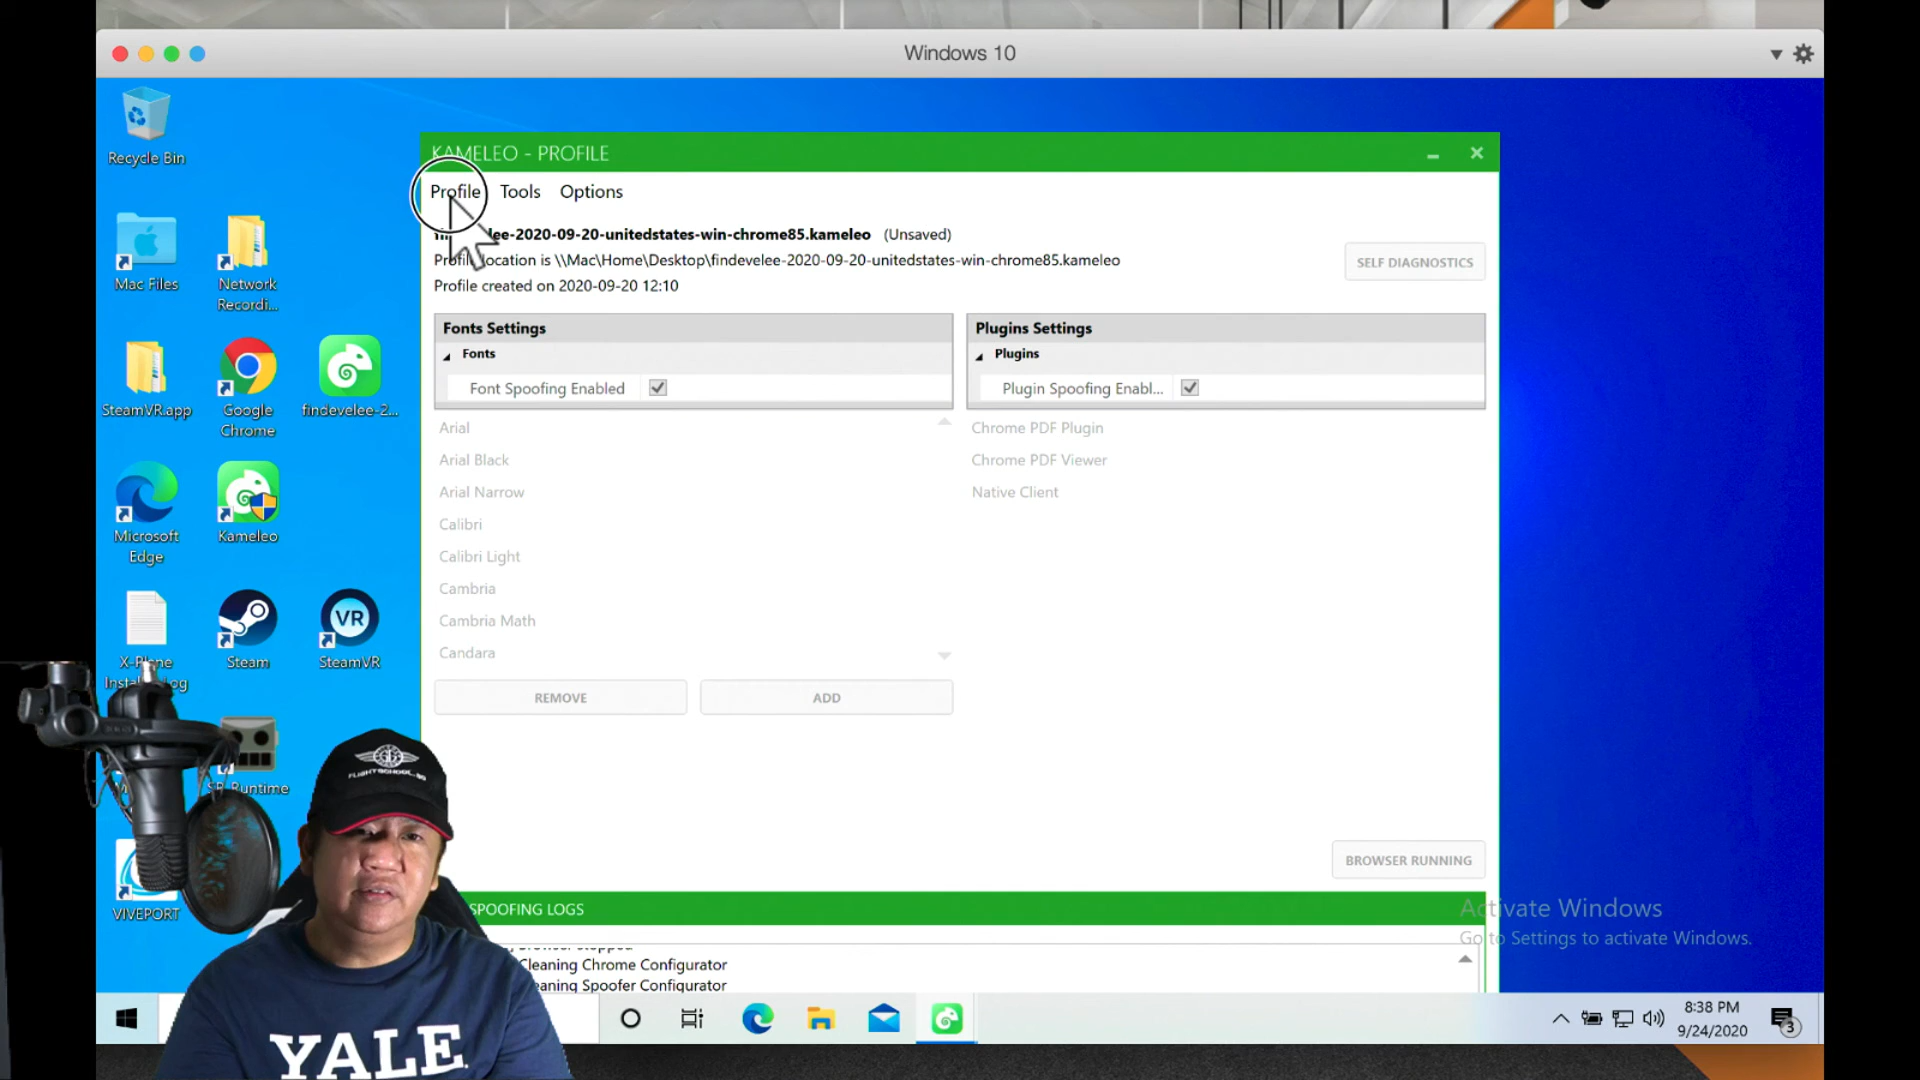 Windows 10
Recycle Bin
KAMELEO - PROFILE
Profile Tools Options
ee-2020-09-20-unitedstates-win-chrome85.kameleo (Unsaved)
Profile location is \\Mac\Home\Desktop\findevelee-2020-09-20-unitedstates-win-chrome85.kameleo
Profile created on 2020-09-20 12:10
SELF DIAGNOSTICS
Mac Files
Network
Recordi...
SteamVR.app
Google
Chrome
findevelee-2...
Microsoft
Edge
Kameleo
X-Plane
Steam
SteamVR
VR
Runtime
VIVEPORT
Fonts Settings
Fonts
Font Spoofing Enabled
Arial
Arial Black
Arial Narrow
Calibri
Calibri Light
Cambria
Cambria Math
Candara
REMOVE
ADD
Plugins Settings
Plugins
Plugin Spoofing Enabl...
Chrome PDF Plugin
Chrome PDF Viewer
Native Client
BROWSER RUNNING
SPOOFING LOGS
Browser stopped
Cleaning Chrome Configurator
eaning Spoofer Configurator
Activate Windows
Go to Settings to activate Windows.
FLIGHTSCHOOL
YALE
8:38 PM
9/24/2020
3